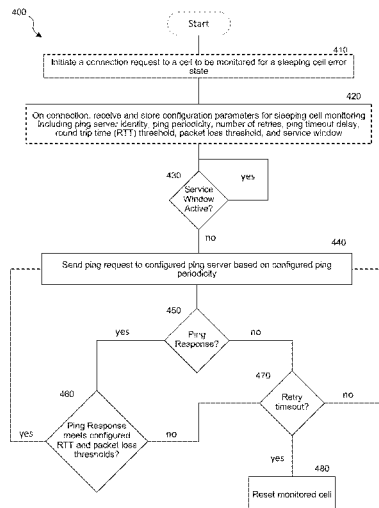 400
Start
410
Initiate a connection request to a cell to be monitored for a sleeping cell error
state
420
On connection, receive and store configuration parameters for sleeping cell monitoring
including ping server identity, ping periodicity, number of retries, ping timeout delay,
round trip time (RTT) threshold, packet loss threshold, and service window
430
yes
Service
Window
Active?
no
440
Send ping request to configured ping server based on configured ping
periodicity
450
yes
no
Ping
Response?
460
470
Ping Response
meets configured
RTT and packet loss
thresholds?
yes
no
Retry
timeout?
no
yes
480
Reset monitored cell